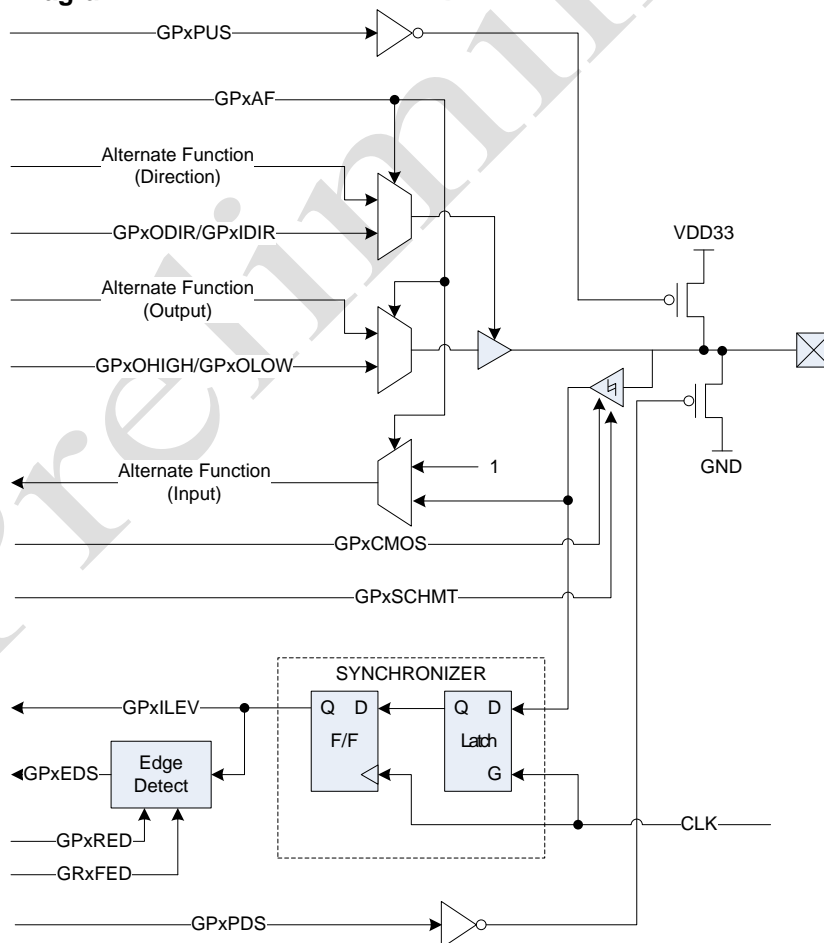 GPxPUS
GPxAF
Alternate Function
(Direction)
GPxODIR/GPxIDIR
VDD33
Alternate Function
(Output)
GPxOHIGH/GPxOLOW
GND
Alternate Function
(Input)
1
GPxCMOS
GPxSCHMT
SYNCHRONIZER
GPxILEV
Q D
F/F
Q D
Latch
G
GPxEDS
Edge
Detect
CLK
GPxRED
GRxFED
GPxPDS